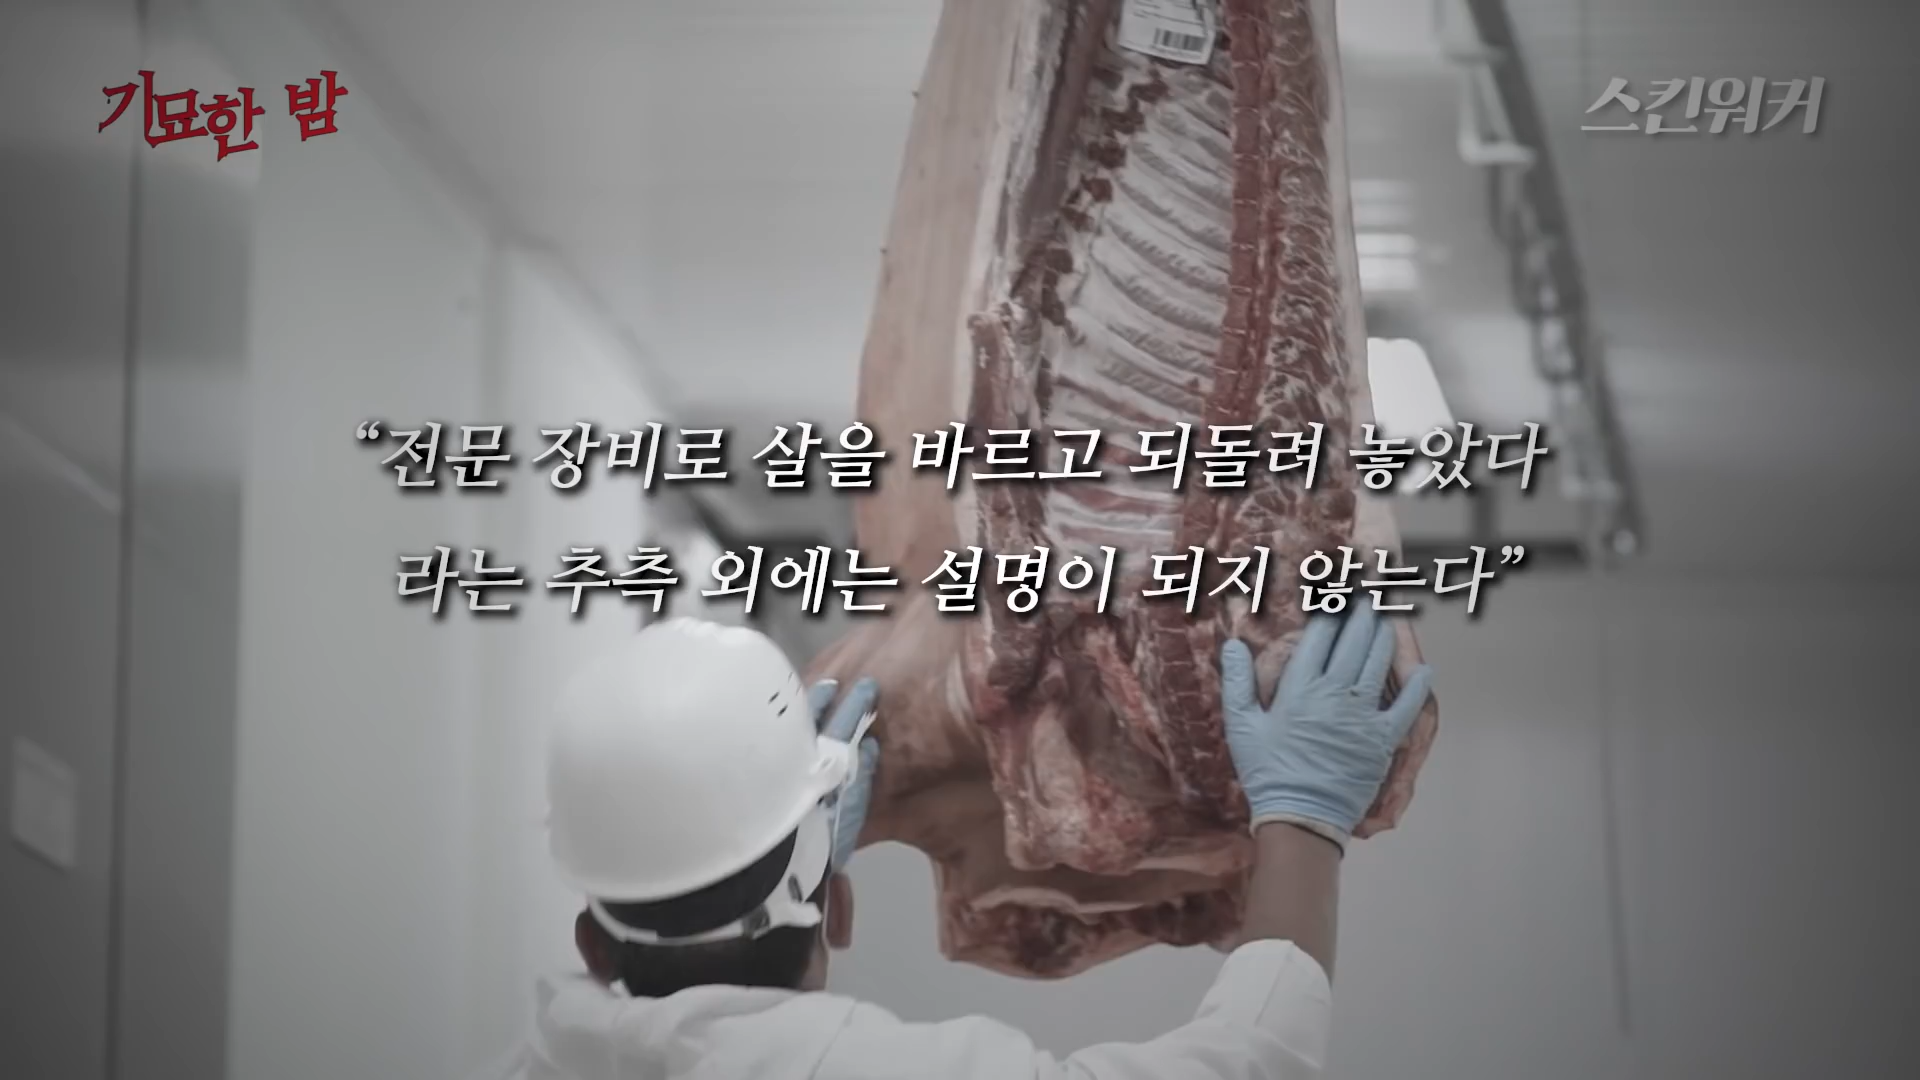 기묘한 밤
스킨워커
“전문 장비로 살을 바르고 되돌려 놓았다
라는 추측 외에는 설명이 되지 않는다”